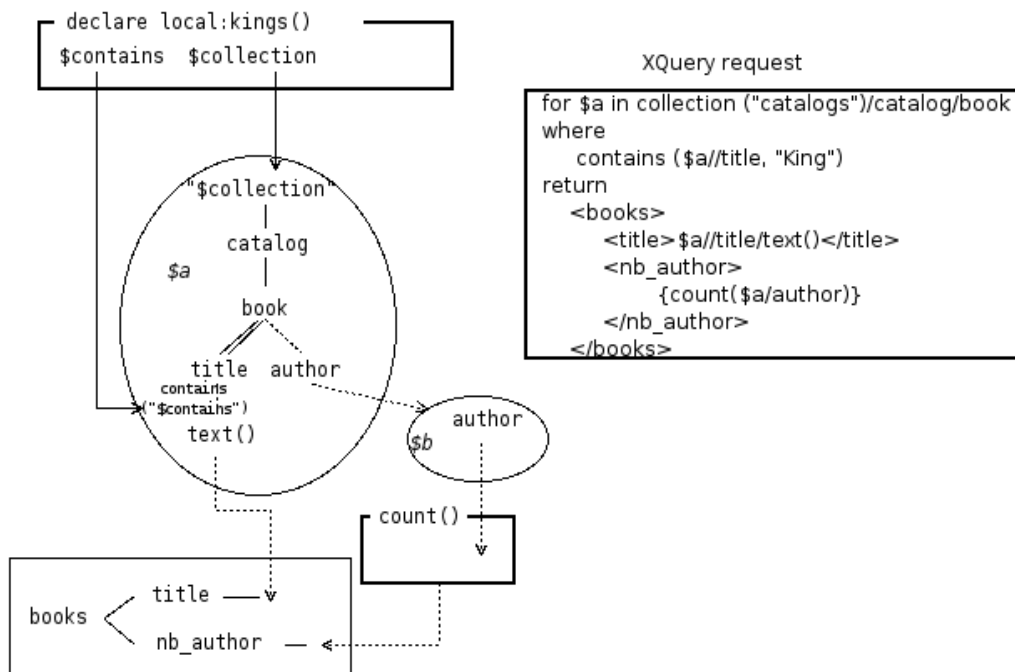 declare local:kings()
$contains $collection
"$collection"
catalog
$a
book
title author
contains
("$contains")
text()
author
$b
count()
title
books
nb_author
XQuery request
for $a in collection ("catalogs")/catalog/book
where
contains ($a//title, "King")
return
<books>
<title>$a//title/text()</title>
<nb_author>
{count($a/author)}
</nb_author>
</books>